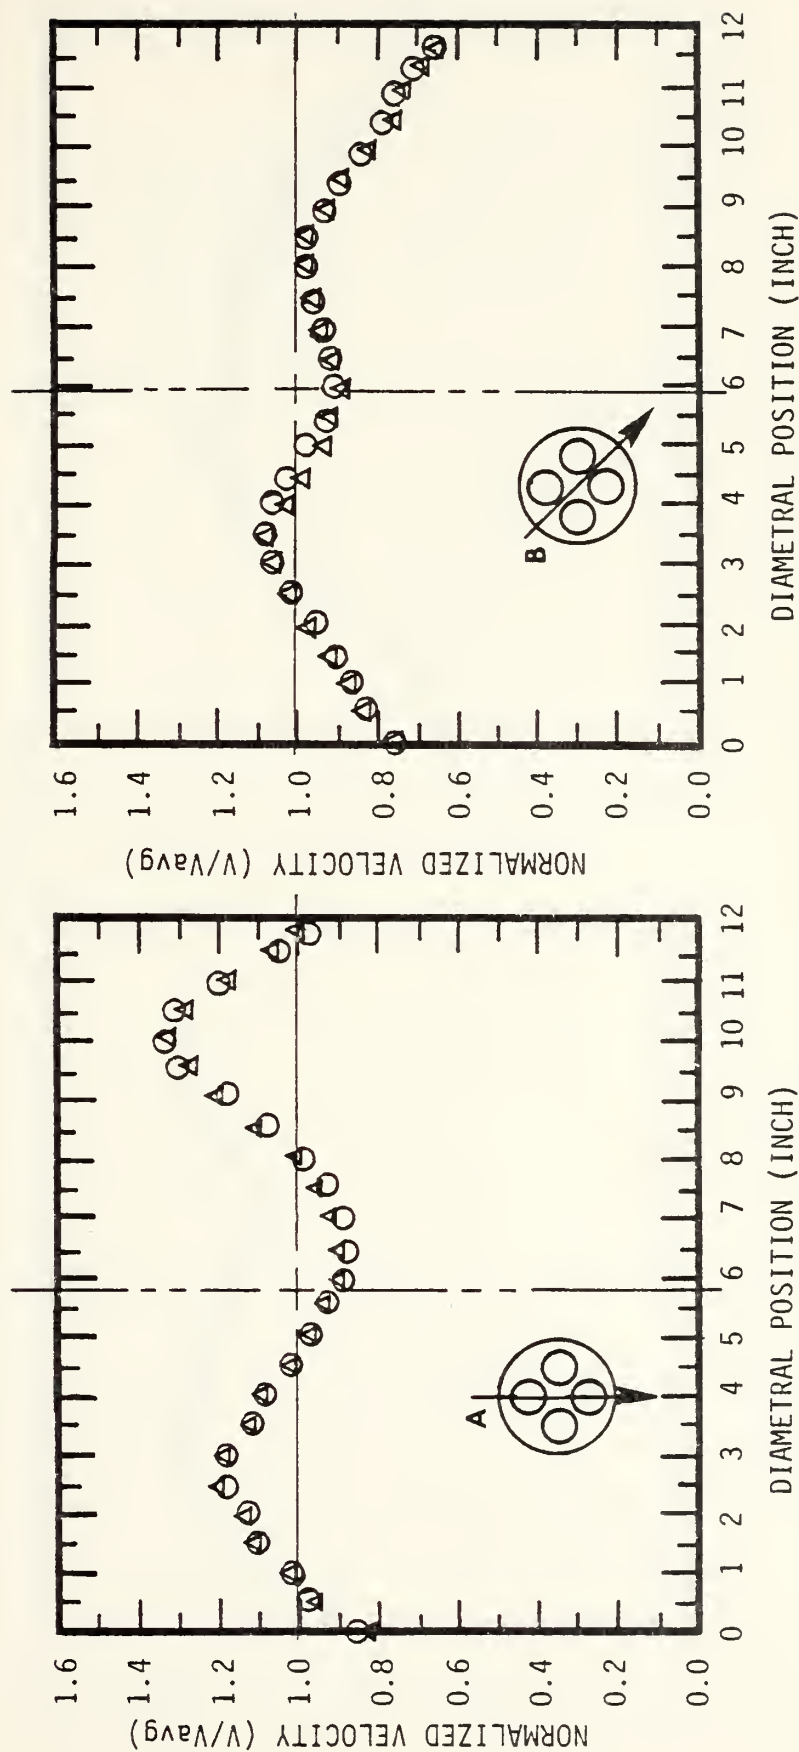 1.6
1.4
1.2
1.0
0.8
0.6
0.4
0.2
0.0
NORMALIZED VELOCITY (V/Vavg)
0 1 2 3 4 5 6 7 8 9 10 11 12
DIAMETRAL POSITION (INCH)
B
1.6
1.4
1.2
1.0
0.8
0.6
0.4
0.2
0.0
NORMALIZED VELOCITY (V/Vavg)
0 1 2 3 4 5 6 7 8 9 10 11 12
DIAMETRAL POSITION (INCH)
A